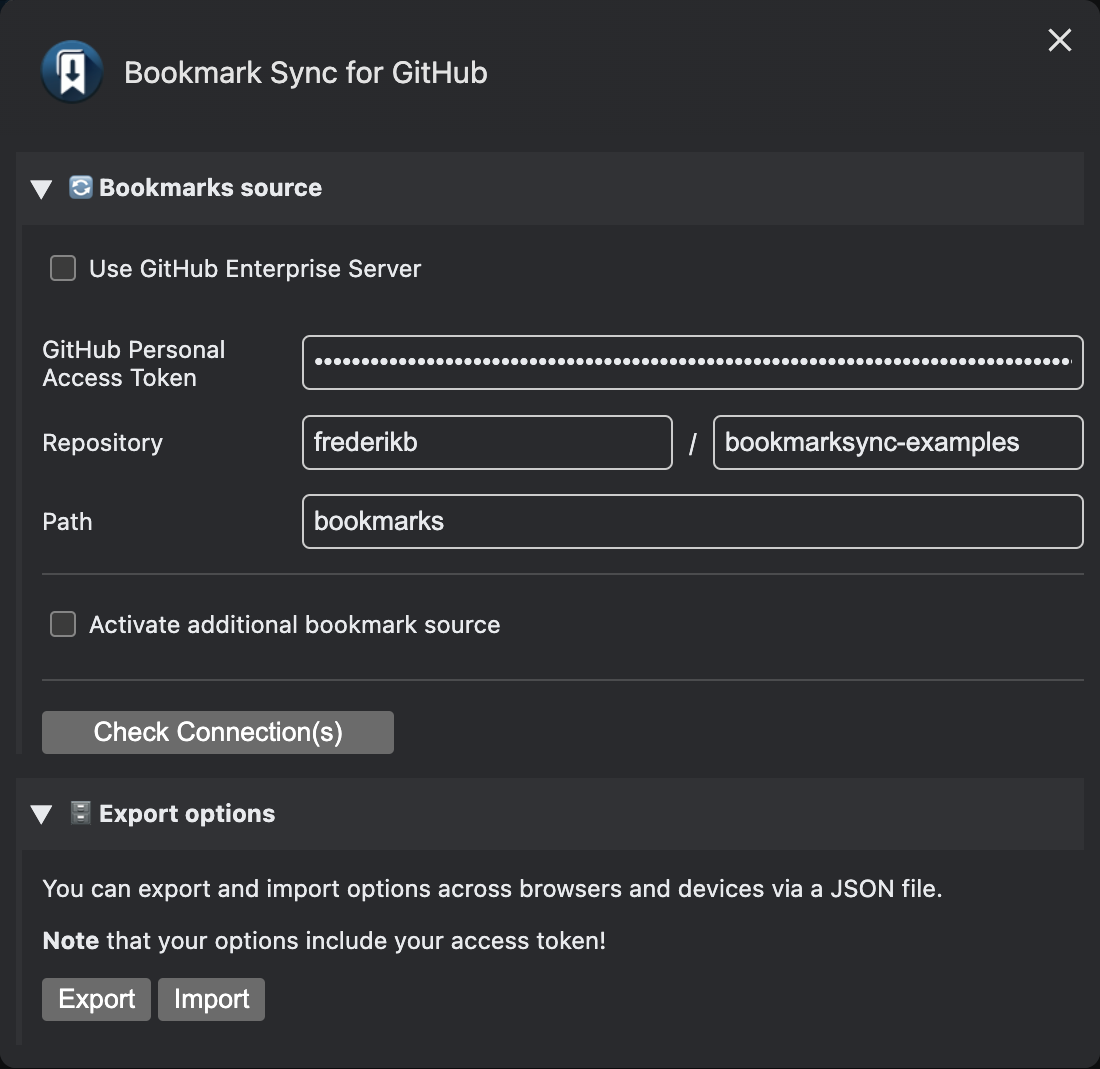 Bookmark Sync for GitHub
Bookmarks source
Use GitHub Enterprise Server
GitHub Personal
Access Token
••••••••••••••••••••••••••••••••••••••••••••••••••••••••••••••••••••••••••••••••••
Repository
frederikb / bookmarksync-examples
Path
bookmarks
Activate additional bookmark source
Check Connection(s)
Export options
You can export and import options across browsers and devices via a JSON file.
Note that your options include your access token!
Export Import